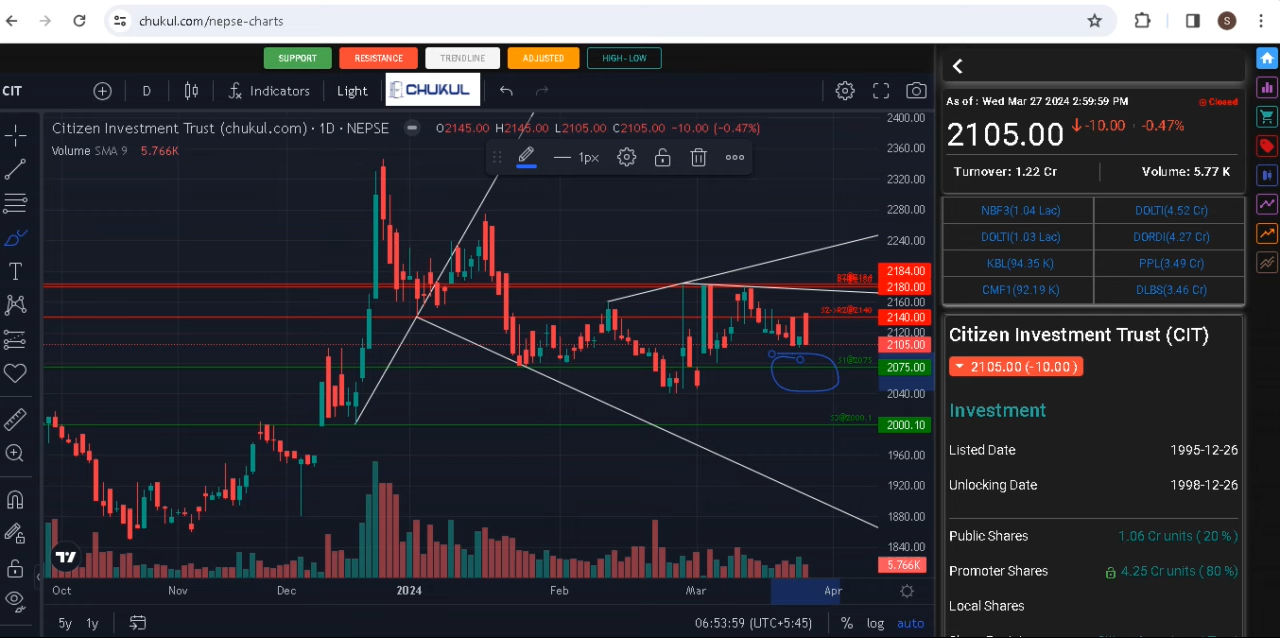 chukul.com/nepse-charts
S
SUPPORT RESISTANCE TRENDLINE ADJUSTED HIGH-LOW
CIT D Indicators Light CHUKUL
Citizen Investment Trust (chukul.com) · 1D · NEPSE O2145.00 H2145.00 L2105.00 C2105.00 -10.00 (-0.47%)
Volume SMA 9 5.766K
1px
2400.00
2360.00
2320.00
2280.00
2240.00
2184.00
2180.00
2160.00
S2->R2@2140 2140.00
2120.00
2105.00
S1@2075 2075.00
2040.00
S3@2000.1 2000.10
1960.00
1920.00
1880.00
1840.00
5.766K
Oct Nov Dec 2024 Feb Mar Apr
5y 1y 06:53:59 (UTC+5:45) % log auto
As of : Wed Mar 27 2024 2:59:59 PM Closed
2105.00 -10.00 · -0.47%
Turnover: 1.22 Cr Volume: 5.77 K
NBF3(1.04 Lac) DOLTI(4.52 Cr)
DOLTI(1.03 Lac) DORDI(4.27 Cr)
KBL(94.35 K) PPL(3.49 Cr)
CMF1(92.19 K) DLBS(3.46 Cr)
Citizen Investment Trust (CIT)
2105.00 (-10.00 )
Investment
Listed Date 1995-12-26
Unlocking Date 1998-12-26
Public Shares 1.06 Cr units ( 20 % )
Promoter Shares 4.25 Cr units ( 80 %)
Local Shares